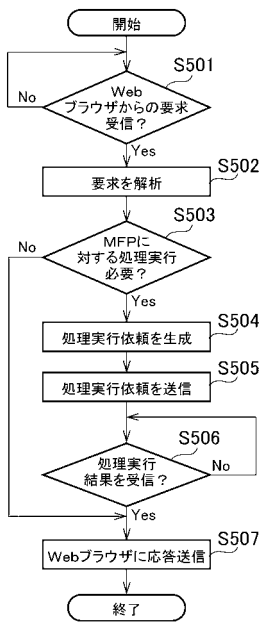 開始
S501
Web
ブラウザからの要求
受信?
No
Yes
S502
要求を解析
S503
MFPに
対する処理実行
必要?
No
Yes
S504
処理実行依頼を生成
S505
処理実行依頼を送信
S506
処理実行
結果を受信?
No
Yes
S507
Webブラウザに応答送信
終了